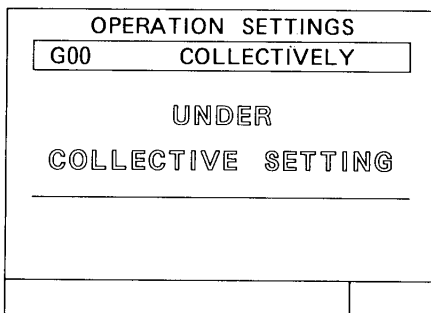 OPERATION SETTINGS
G00 COLLECTIVELY
UNDER
COLLECTIVE SETTING